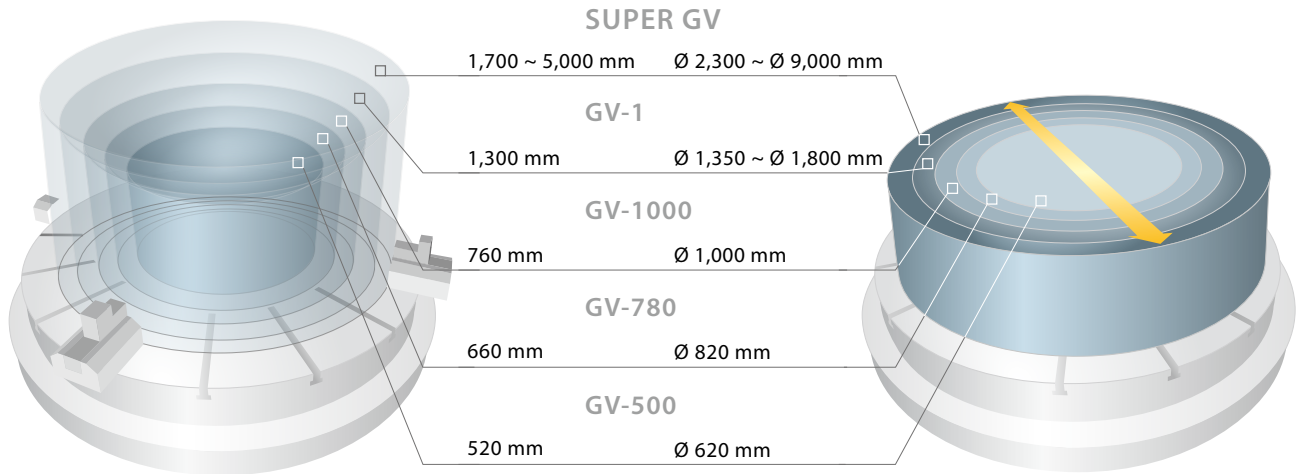 SUPER GV
1,700 ~ 5,000 mm Ø 2,300 ~ Ø 9,000 mm
GV-1
1,300 mm Ø 1,350 ~ Ø 1,800 mm
GV-1000
760 mm Ø 1,000 mm
GV-780
660 mm Ø 820 mm
GV-500
520 mm Ø 620 mm